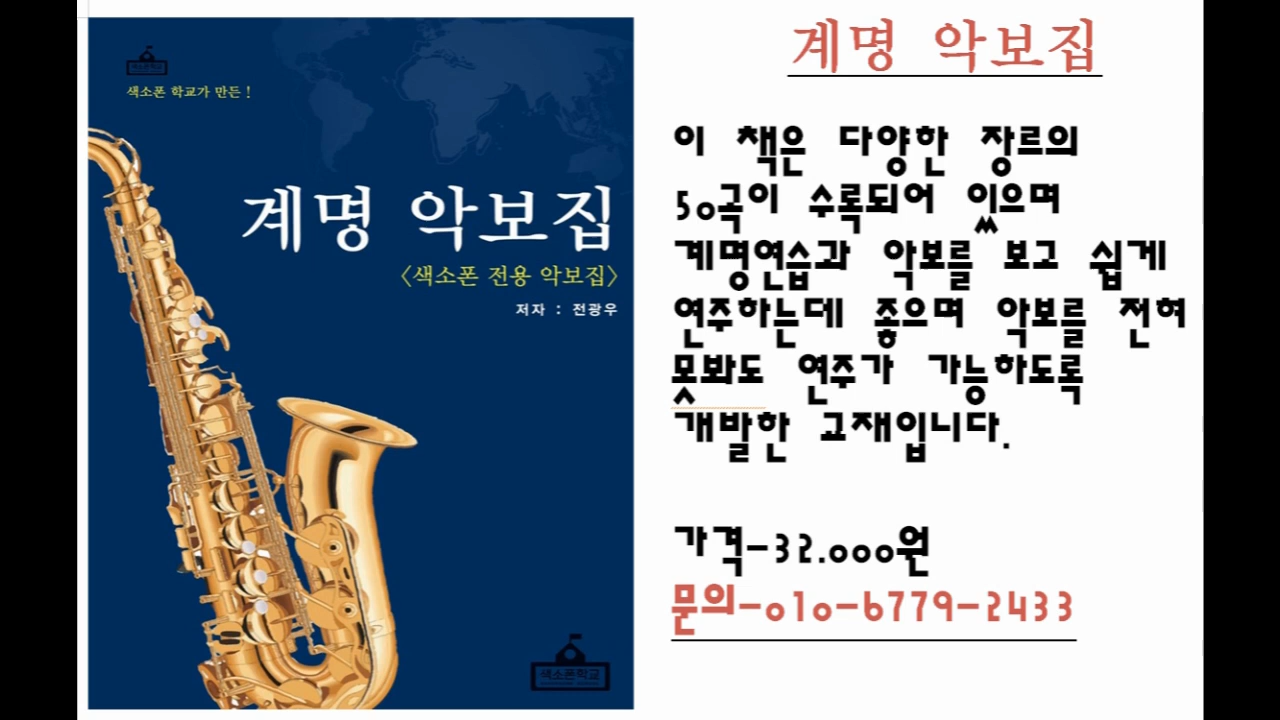 색소폰학교
색소폰 학교가 만든 !
계명 악보집
<색소폰 전용 악보집>
저자 : 전광우
색소폰학교
계명 악보집
이 책은 다양한 장르의
50곡이 수록되어 있으며
계명연습과 악보를 보고 쉽게
연주하는데 좋으며 악보를 전혀
못봐도 연주가 가능하도록
개발한 교재입니다.
가격-32.000원
문의-010-6779-2433